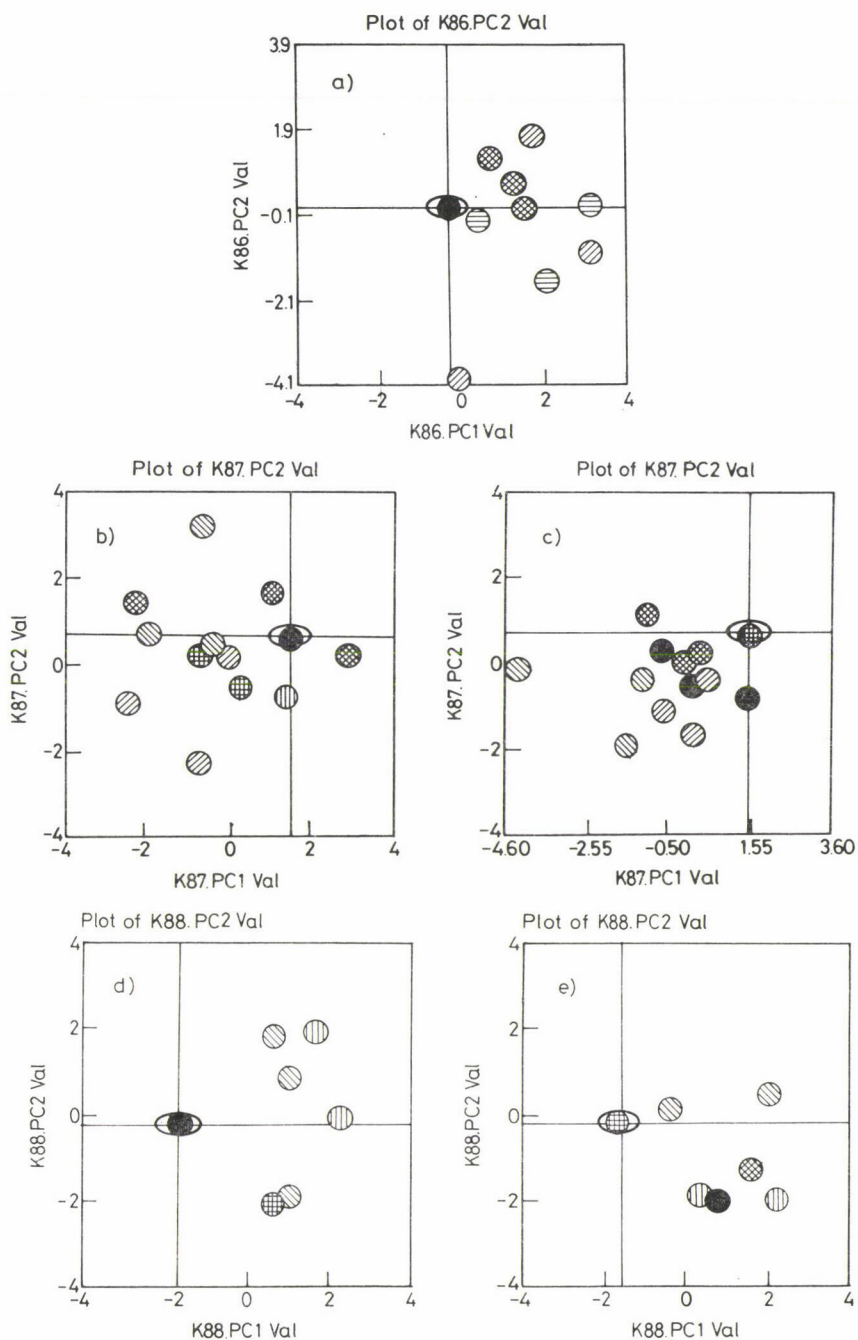 Plot of K86.PC2 Val
a)
3.9
1.9
-0.1
-2.1
-4.1
K86.PC2 Val
-4 -2 0 2 4
K86.PC1 Val
Plot of K87.PC2 Val
b)
4
2
0
-2
-4
K87.PC2 Val
-4 -2 0 2 4
K87.PC1 Val
Plot of K87.PC2 Val
c)
4
2
0
-2
-4
K87.PC2 Val
-4.60 -2.55 -0.50 1.55 3.60
K87.PC1 Val
Plot of K88.PC2 Val
d)
4
2
0
-2
-4
K88.PC2 Val
-4 -2 0 2 4
K88.PC1 Val
Plot of K88.PC2 Val
e)
4
2
0
-2
-4
K88.PC2 Val
-4 -2 0 2 4
K88.PC1 Val